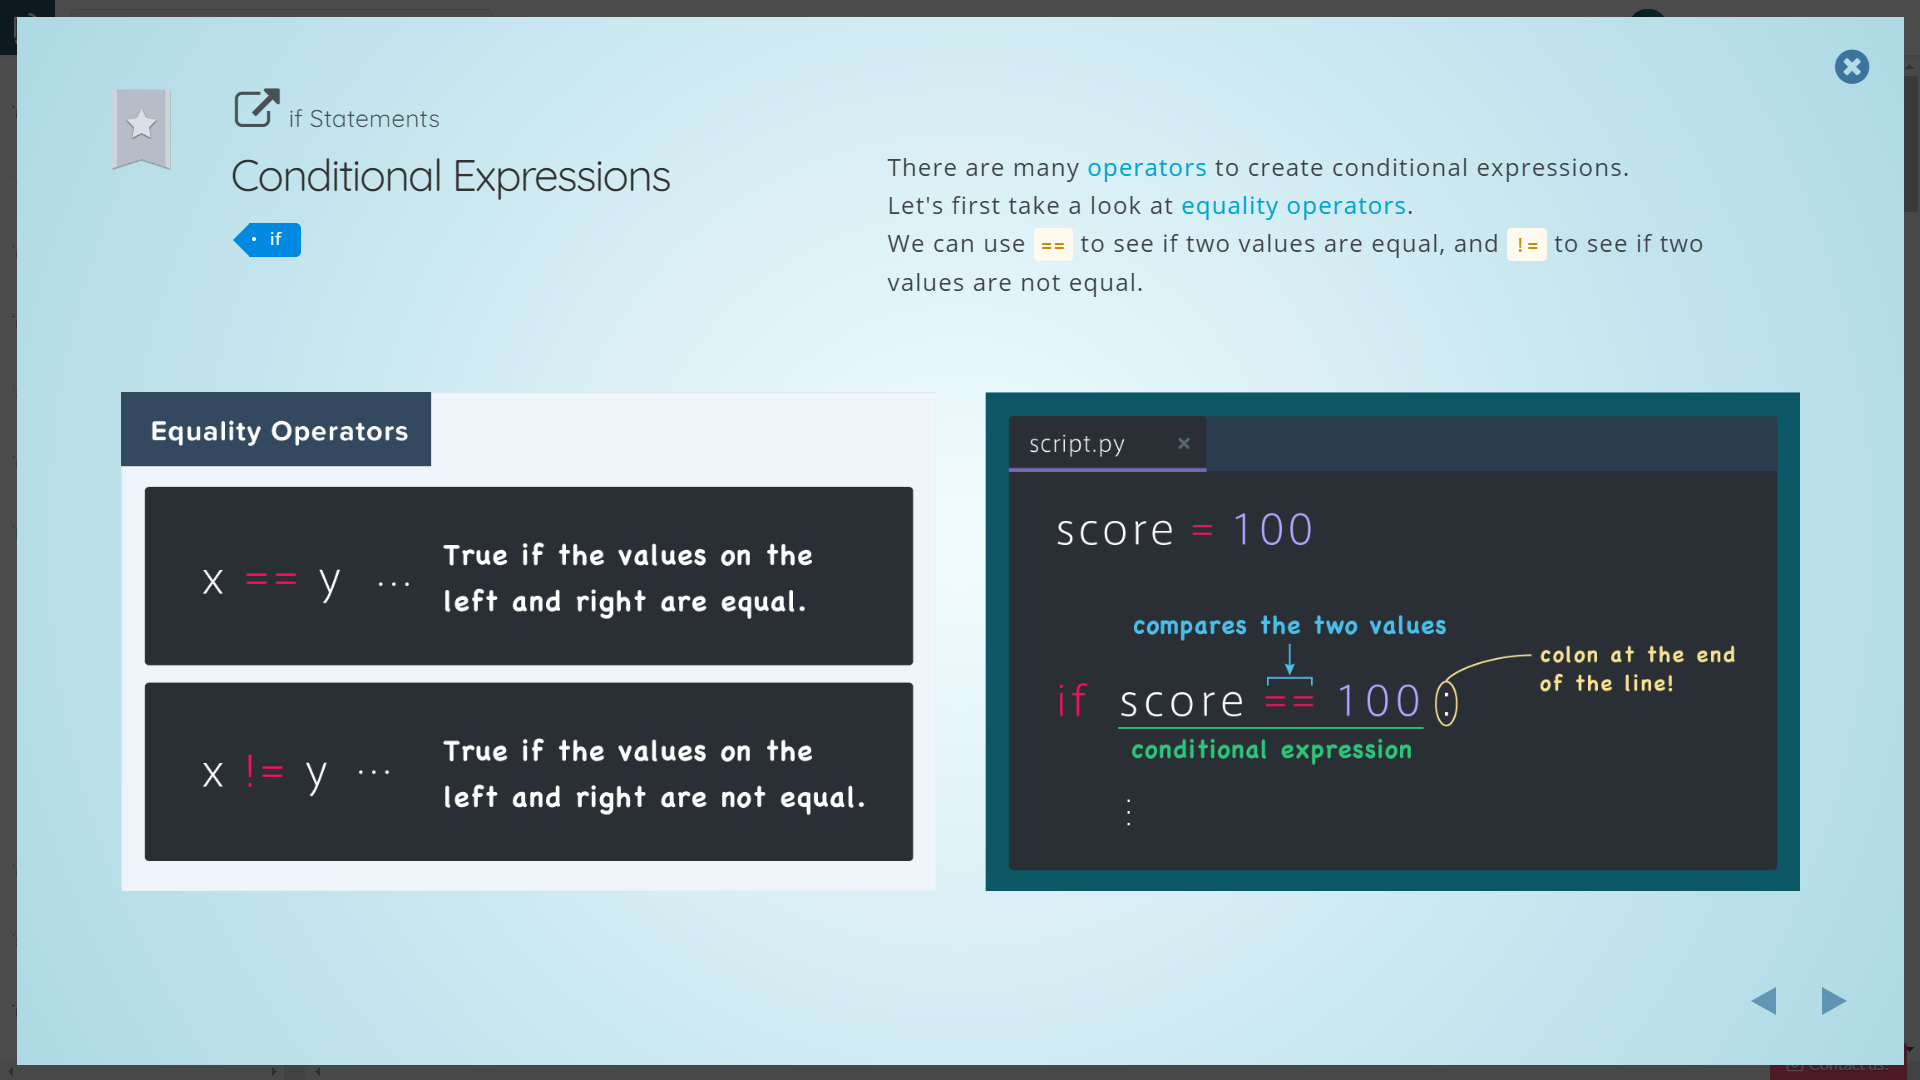 if Statements
Conditional Expressions
if
There are many operators to create conditional expressions.
Let's first take a look at equality operators.
We can use == to see if two values are equal, and != to see if two
values are not equal.
Equality Operators
x == y ...
True if the values on the
left and right are equal.
x != y ...
True if the values on the
left and right are not equal.
script.py
score = 100
compares the two values
colon at the end
of the line!
if score == 100 :
conditional expression
Contact us!